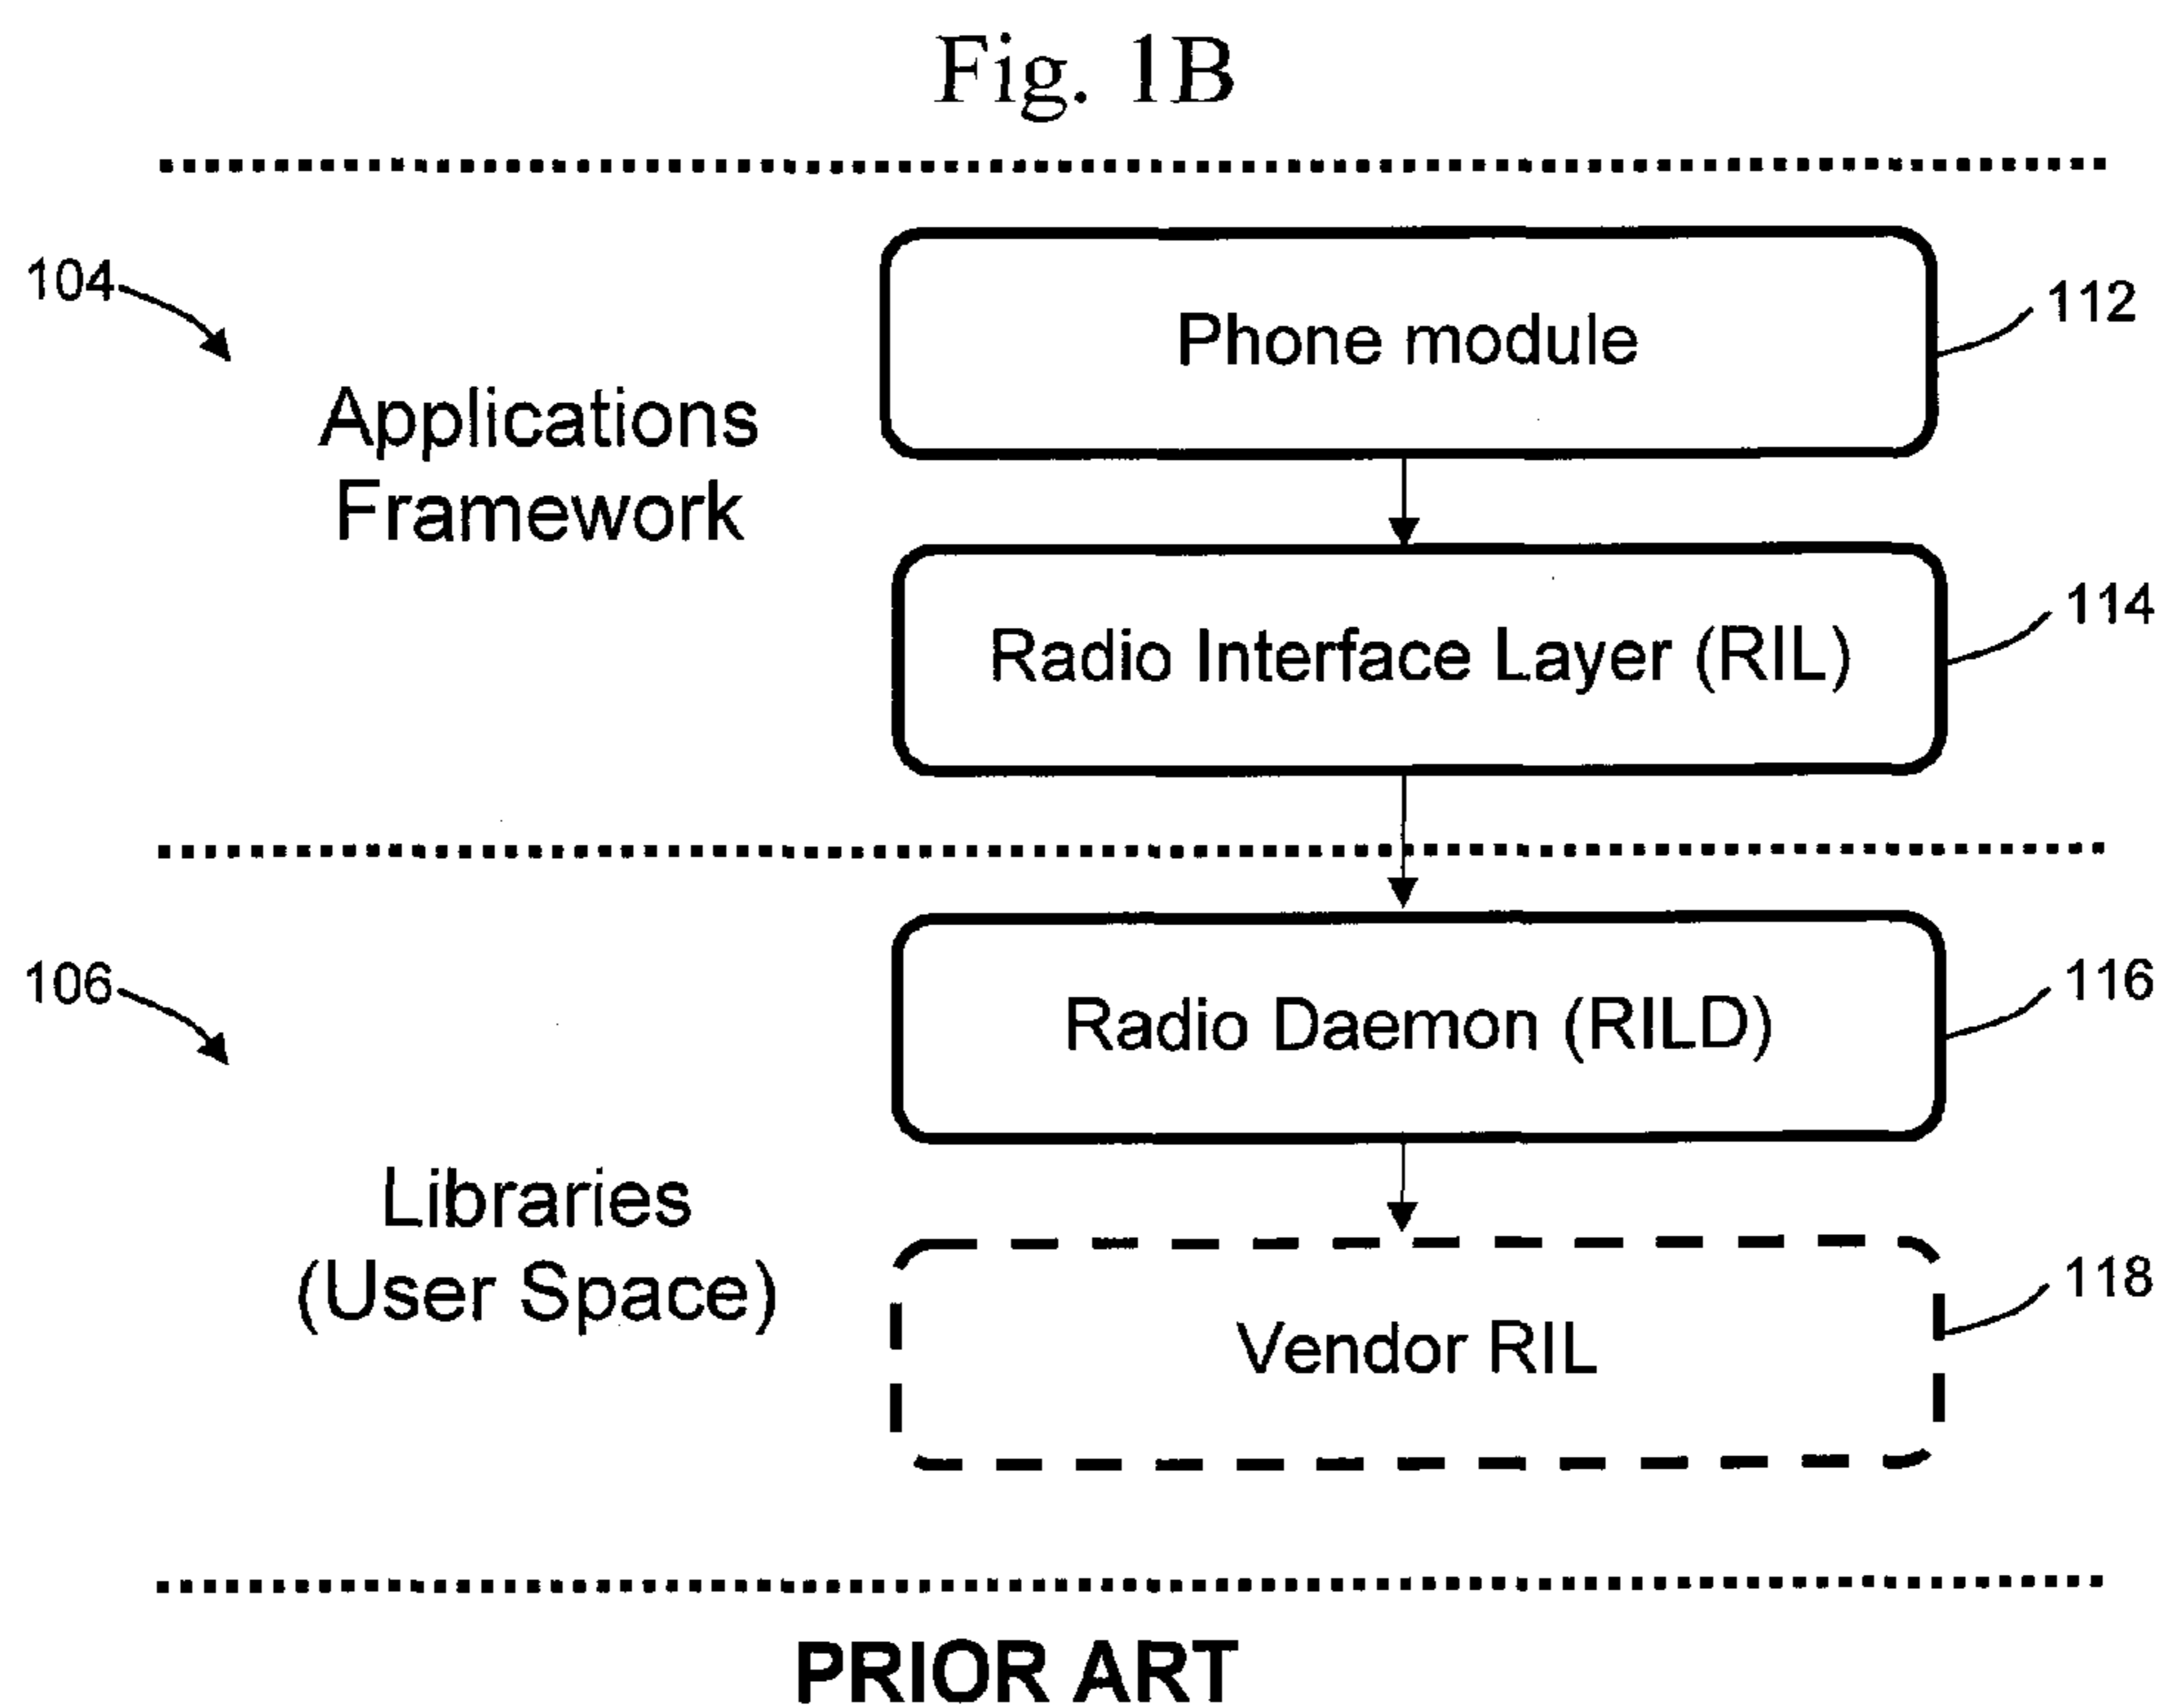 Fig. 1B
104
Phone module
112
Applications
Framework
Radio Interface Layer (RIL)
114
106
Radio Daemon (RILD)
116
Libraries
(User Space)
Vendor RIL
118
PRIOR ART